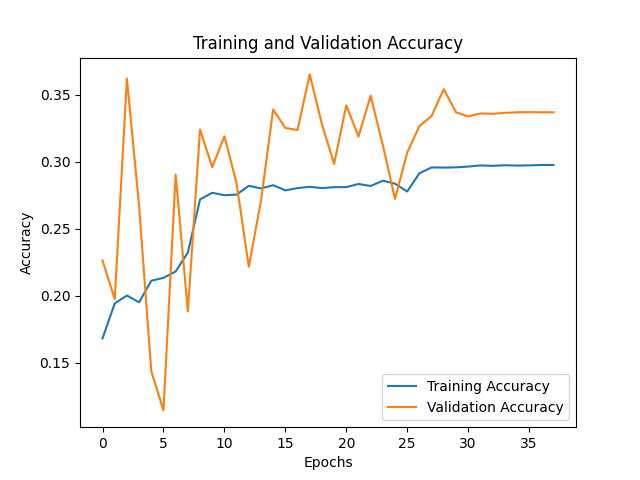 Training and Validation Accuracy
Accuracy
0.35
0.30
0.25
0.20
0.15
Training Accuracy
Validation Accuracy
0 5 10 15 20 25 30 35
Epochs